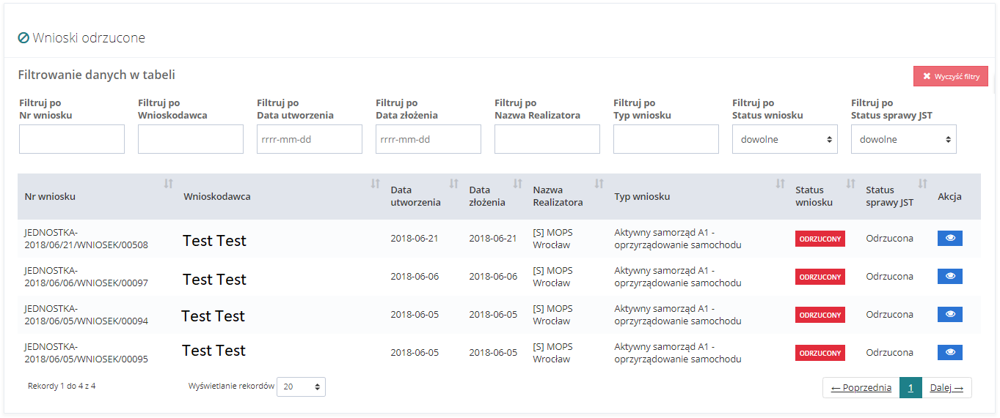 Wnioski odrzucone
Filtrowanie danych w tabeli
Wyczyść filtry
Filtruj po
Nr wniosku
Filtruj po
Wnioskodawca
Filtruj po
Data utworzenia
Filtruj po
Data złożenia
Filtruj po
Nazwa Realizatora
Filtruj po
Typ wniosku
Filtruj po
Status wniosku
Filtruj po
Status sprawy JST
rrrr-mm-dd
rrrr-mm-dd
dowolne
dowolne
Nr wniosku
Wnioskodawca
Data
utworzenia
Data
złożenia
Nazwa
Realizatora
Typ wniosku
Status
wniosku
Status
sprawy JST
Akcja
JEDNOSTKA-
2018/06/21/WNIOSEK/00508
Test Test
2018-06-21
2018-06-21
[S] MOPS
Wrocław
Aktywny samorząd A1 -
oprzyrządowanie samochodu
ODRZUCONY
Odrzucona
JEDNOSTKA-
2018/06/06/WNIOSEK/00097
Test Test
2018-06-06
2018-06-06
[S] MOPS
Wrocław
Aktywny samorząd A1 -
oprzyrządowanie samochodu
ODRZUCONY
Odrzucona
JEDNOSTKA-
2018/06/05/WNIOSEK/00094
Test Test
2018-06-05
2018-06-05
[S] MOPS
Wrocław
Aktywny samorząd A1 -
oprzyrządowanie samochodu
ODRZUCONY
Odrzucona
JEDNOSTKA-
2018/06/05/WNIOSEK/00095
Test Test
2018-06-05
2018-06-05
[S] MOPS
Wrocław
Aktywny samorząd A1 -
oprzyrządowanie samochodu
ODRZUCONY
Odrzucona
Rekordy 1 do 4 z 4
Wyświetlanie rekordów 20
← Poprzednia 1 Dalej →